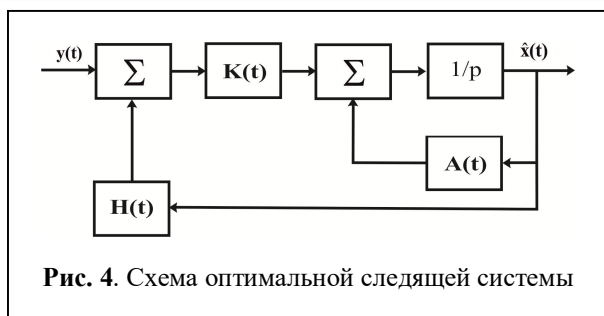 y(t)
Σ
K(t)
Σ
1/p
x̂(t)
A(t)
H(t)
Рис. 4. Схема оптимальной следящей системы